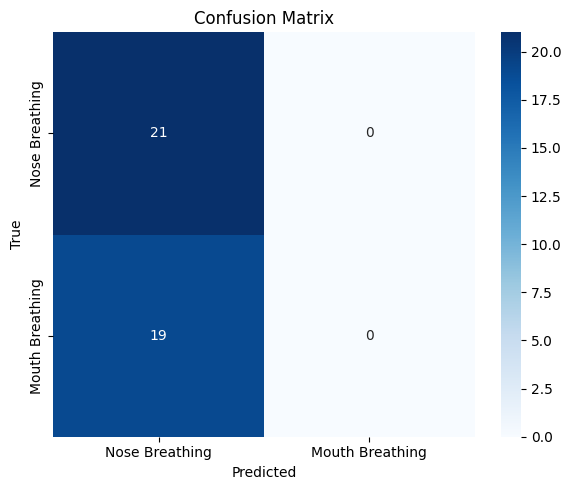 Confusion Matrix
True
Nose Breathing
21
0
Mouth Breathing
19
0
Nose Breathing
Mouth Breathing
Predicted
20.0
17.5
15.0
12.5
10.0
7.5
5.0
2.5
0.0